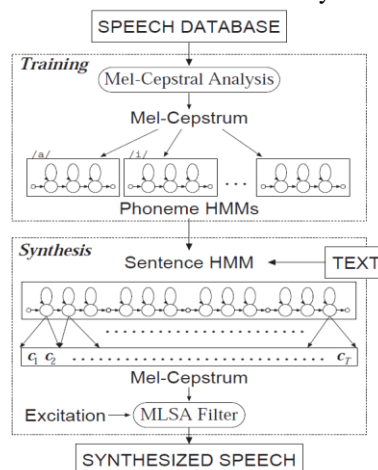 SPEECH DATABASE
Training
Mel-Cepstral Analysis
Mel-Cepstrum
/a/ /i/
. . .
Phoneme HMMs
Synthesis
Sentence HMM
TEXT
c1 c2 cT
Mel-Cepstrum
Excitation
MLSA Filter
SYNTHESIZED SPEECH